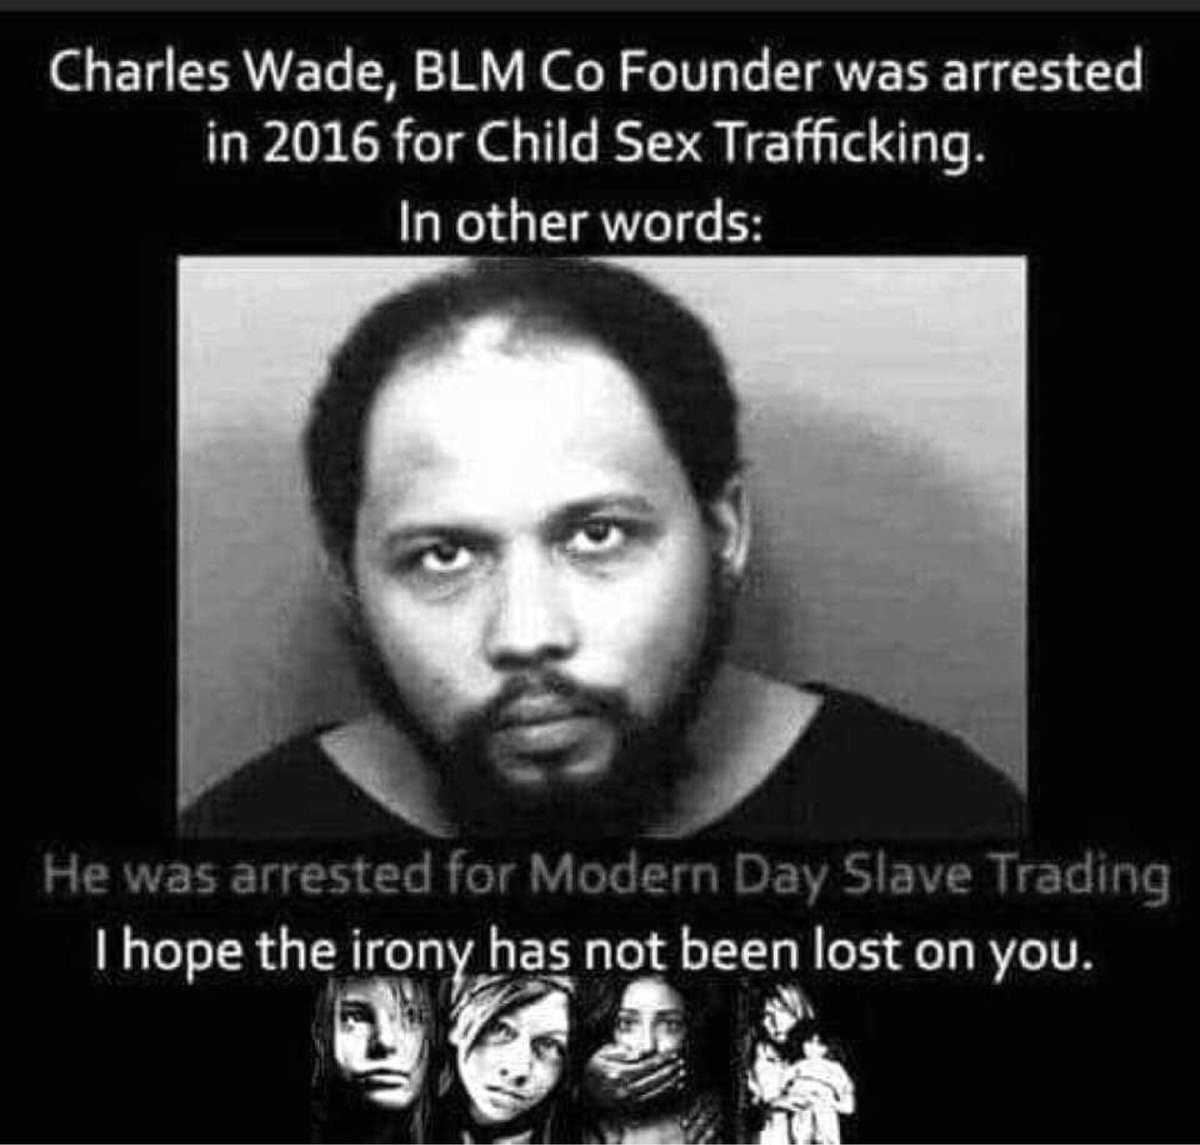 Charles Wade, BLM Co Founder was arrested
in 2016 for Child Sex Trafficking.
In other words:
He was arrested for Modern Day Slave Trading
I hope the irony has not been lost on you.